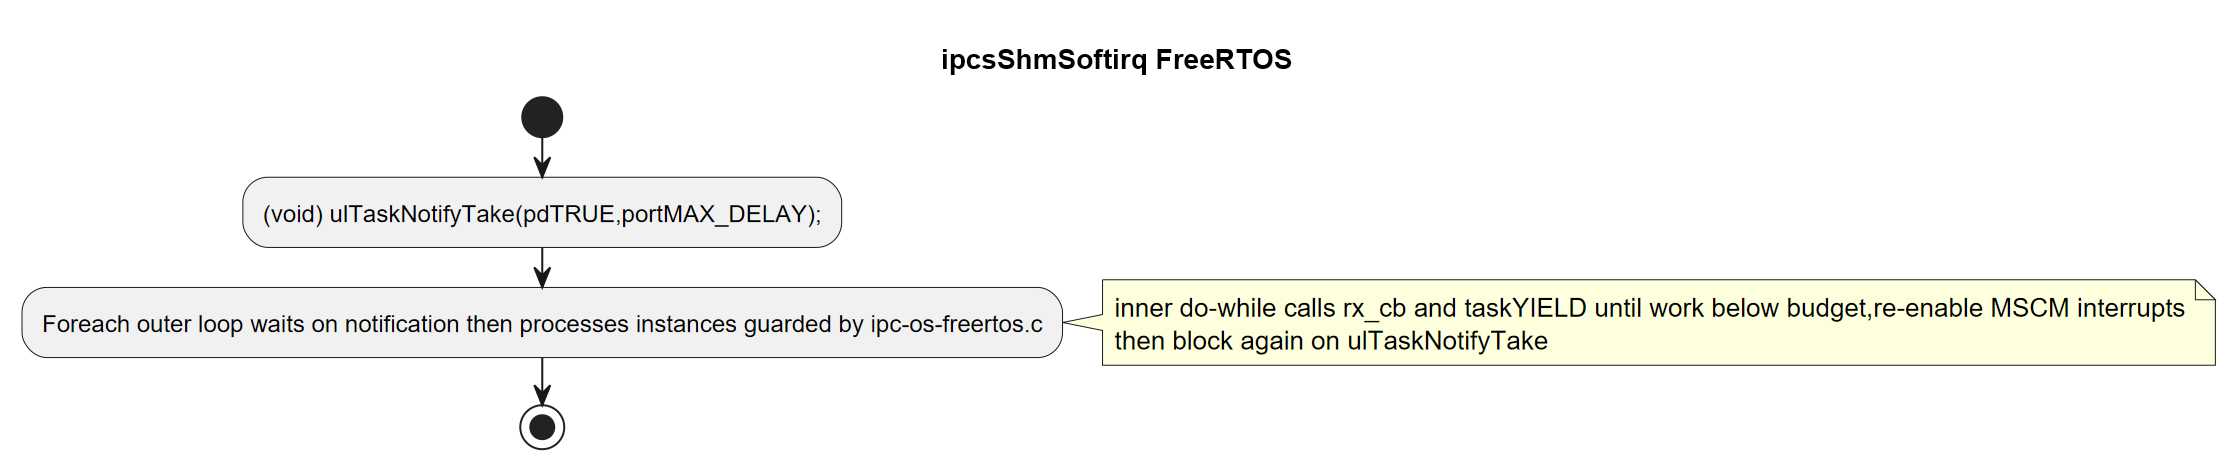 ipcsShmSoftirq FreeRTOS
(void) ulTaskNotifyTake(pdTRUE,portMAX_DELAY);
Foreach outer loop waits on notification then processes instances guarded by ipc-os-freertos.c
inner do-while calls rx_cb and taskYIELD until work below budget,re-enable MSCM interrupts
then block again on ulTaskNotifyTake